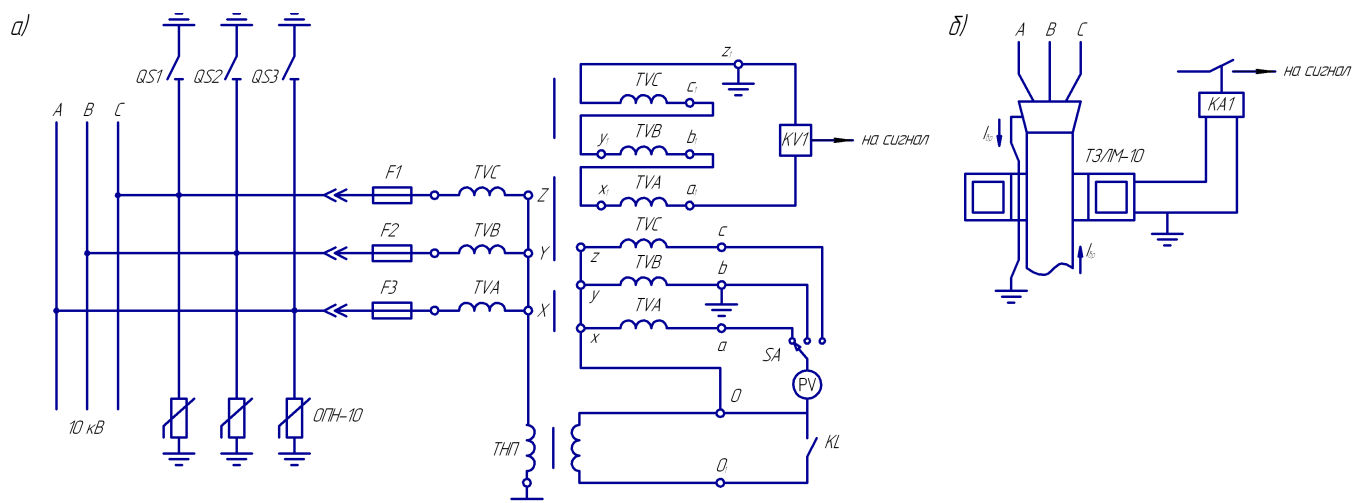 а)
QS1 QS2 QS3
A B C
10 кВ
ОПН-10
F1 TVC Z
F2 TVB Y
F3 TVA X
ТНП
z₁
TVC c₁
y₁ TVB b₁
x₁ TVA a₁
KV1 на сигнал
z TVC c
y TVB b
x TVA a
SA
PV
O
KL
O₁
б)
A B C
на сигнал
KA1
ТЗЛМ-10